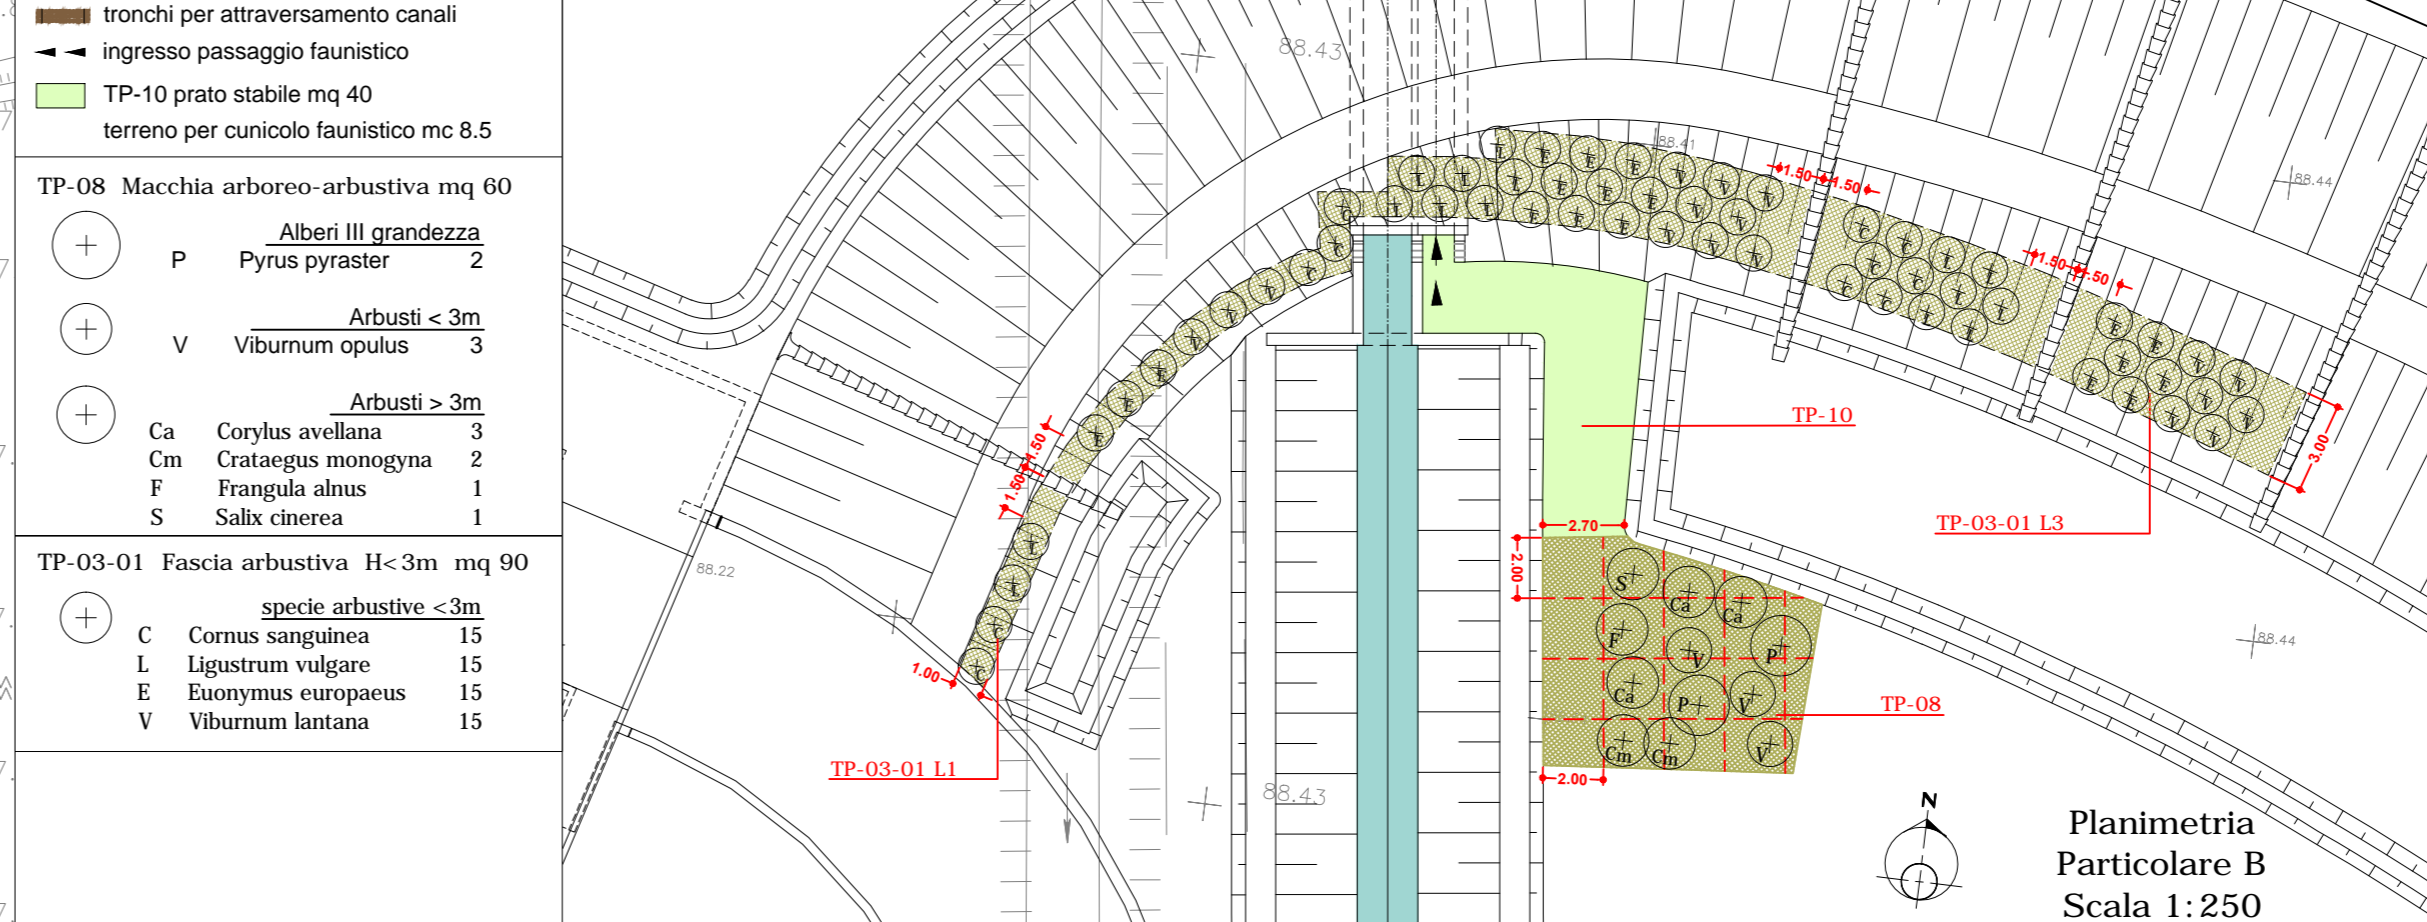 tronchi per attraversamento canali
ingresso passaggio faunistico
TP-10 prato stabile mq 40
terreno per cunicolo faunistico mc 8.5
TP-08 Macchia arboreo-arbustiva mq 60
Alberi III grandezza
P Pyrus pyraster 2
Arbusti < 3m
V Viburnum opulus 3
Arbusti > 3m
Ca Corylus avellana 3
Cm Crataegus monogyna 2
F Frangula alnus 1
S Salix cinerea 1
TP-03-01 Fascia arbustiva H<3m mq 90
specie arbustive <3m
C Cornus sanguinea 15
L Ligustrum vulgare 15
E Euonymus europaeus 15
V Viburnum lantana 15
88.43
88.41
88.44
1.50 1.50
1.50 1.50
3.00
L E E E V V V
L L L E E E V V
C L L L E F E V V V
C C V V V E E E
L L C C
C C L L
C C L L
C C L L
E E V V
E E V V
E E V V
1.50 1.50
88.22
1.00
TP-03-01 L1
88.43
TP-10
TP-03-01 L3
2.70
2.00
S Ca Ca
F V P
Ca P V
Cm Cm V
2.00
TP-08
88.44
N
Planimetria
Particolare B
Scala 1:250